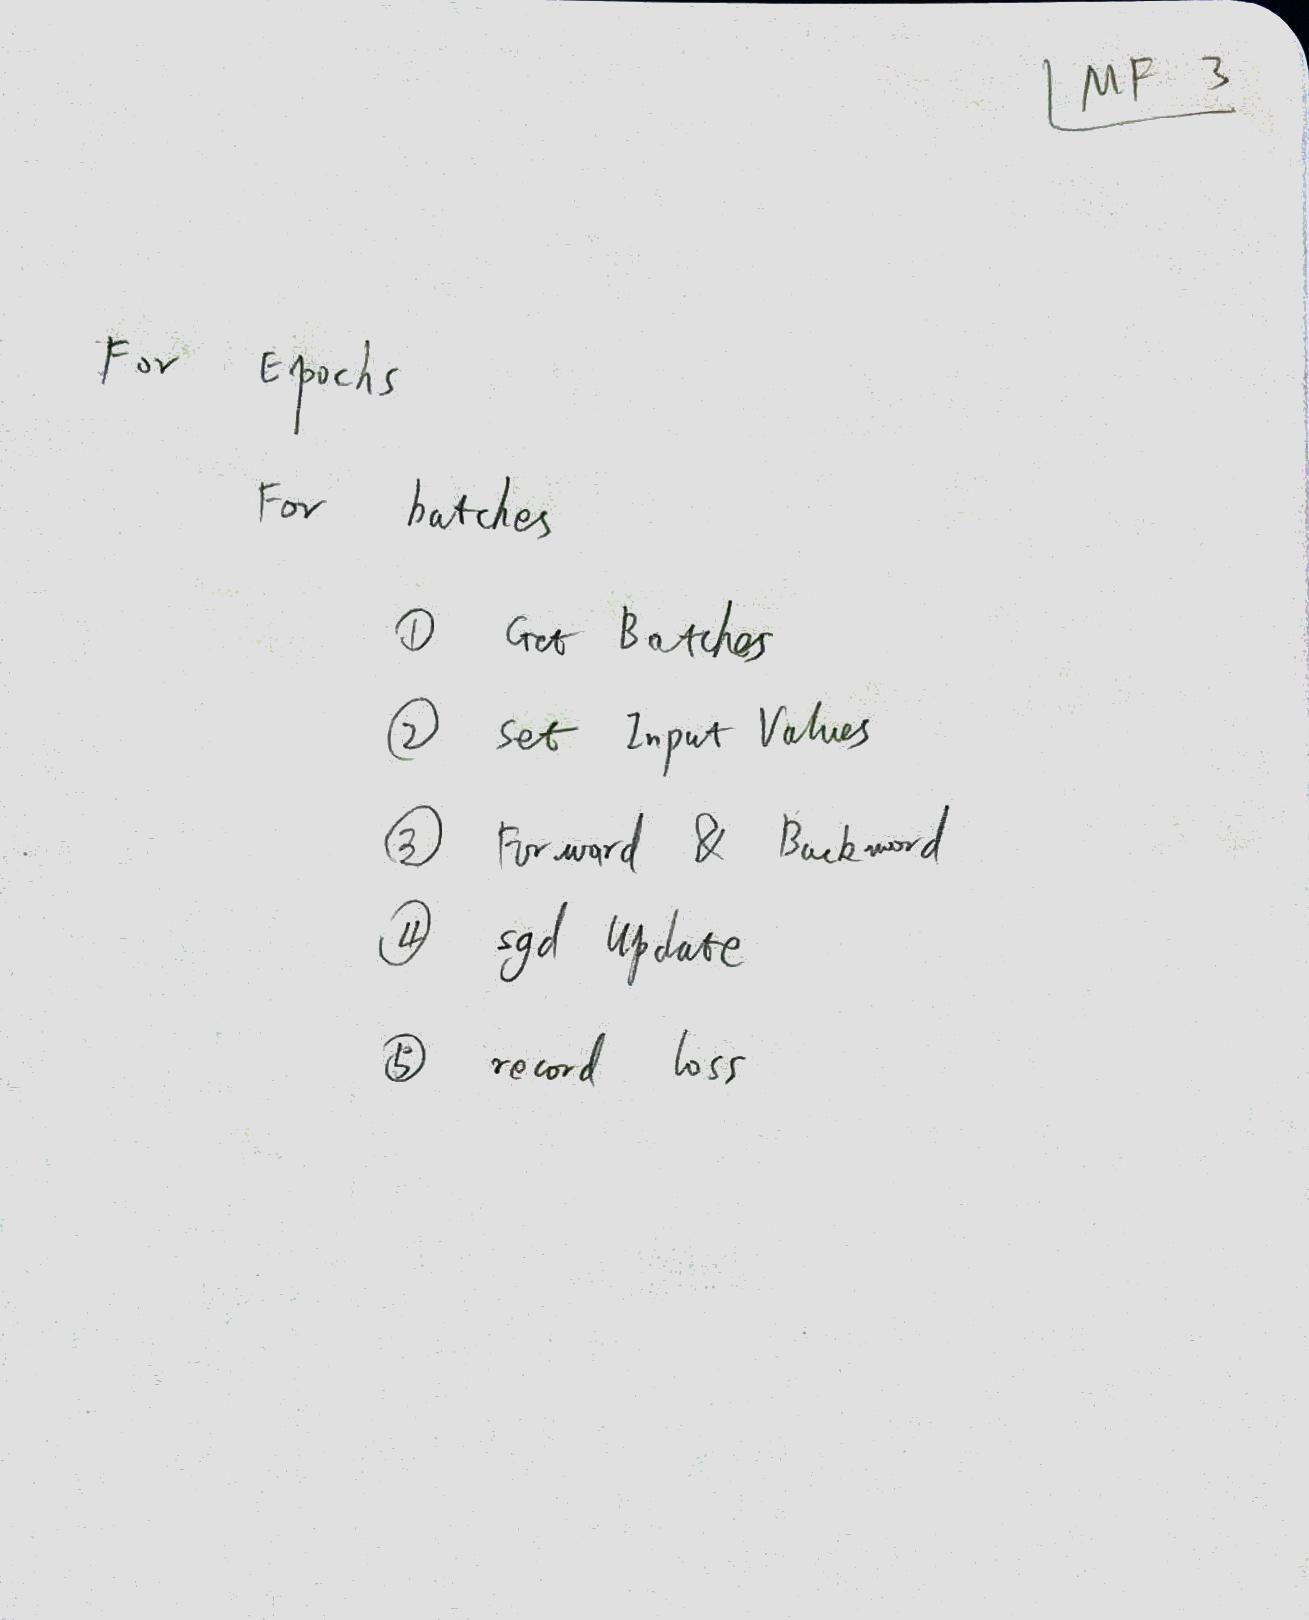 MF 3
For Epochs
For batches
① Get Batches
② set Input Values
③ Forward & Backword
④ sgd Update
⑤ record loss